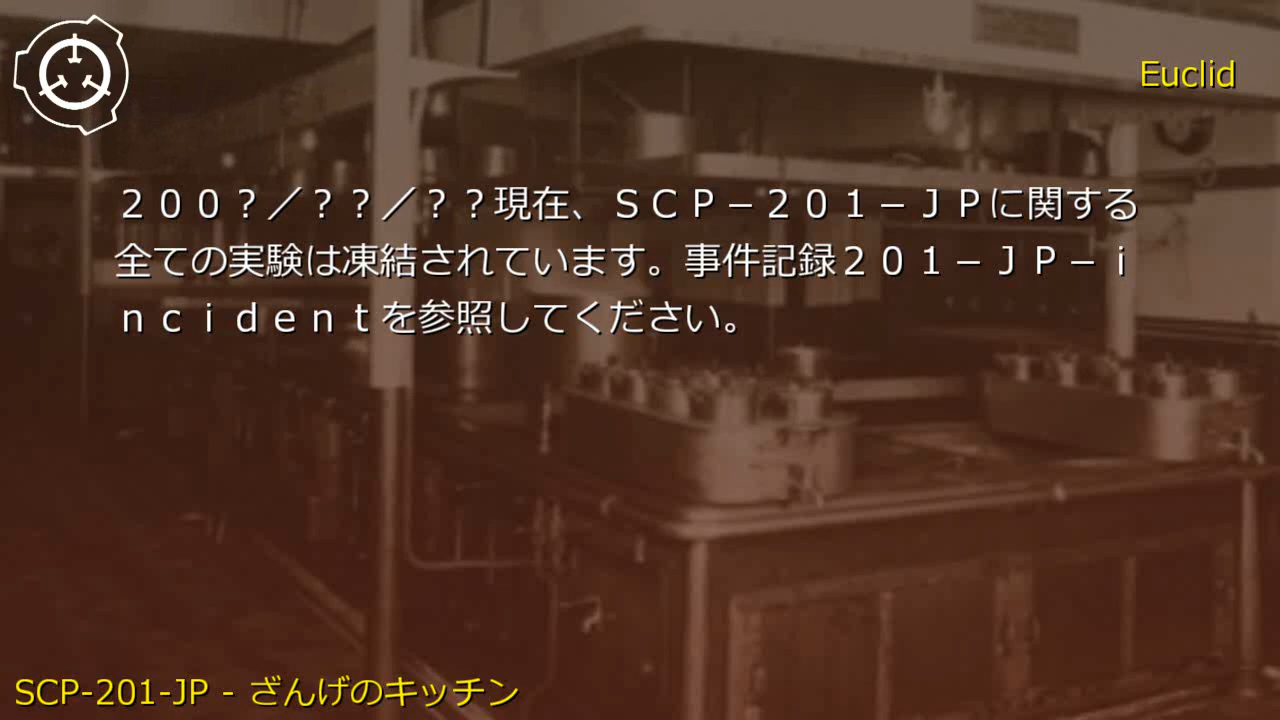 Euclid
２００？／？？／？？現在、ＳＣＰ－２０１－ＪＰに関する
全ての実験は凍結されています。事件記録２０１－ＪＰ－ｉ
ｎｃｉｄｅｎｔを参照してください。
SCP-201-JP - ざんげのキッチン